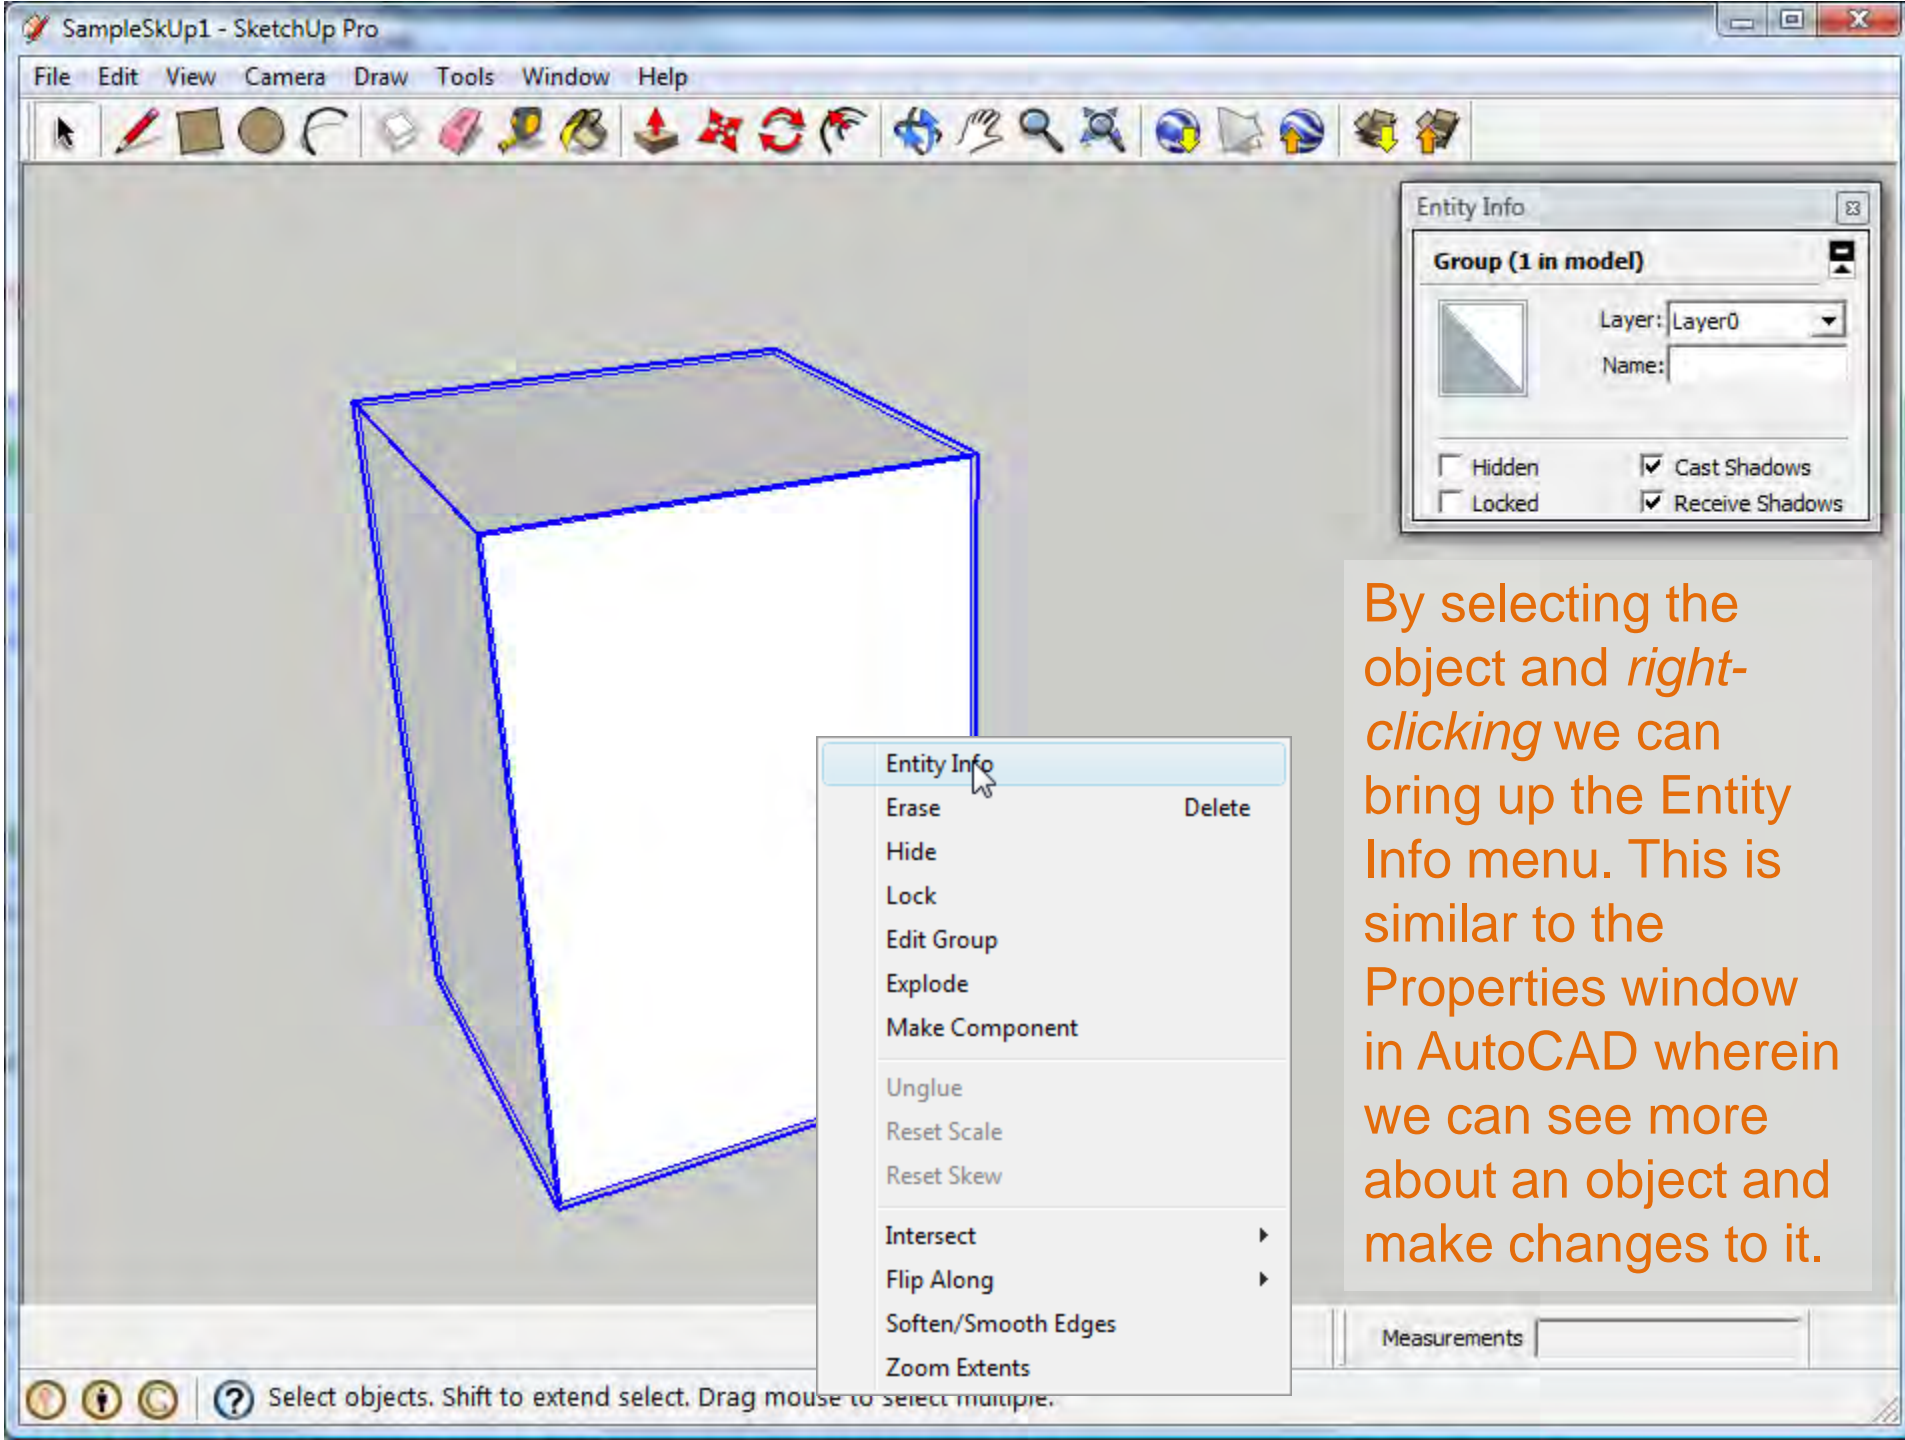 SampleSkUp1 - SketchUp Pro
File Edit View Camera Draw Tools Window Help
Entity Info
Group (1 in model)
Layer: Layer0
Name:
Hidden Cast Shadows
Locked Receive Shadows
By selecting the
object and right-
clicking we can
bring up the Entity
Info menu. This is
similar to the
Properties window
in AutoCAD wherein
we can see more
about an object and
make changes to it.
Entity Info
Erase Delete
Hide
Lock
Edit Group
Explode
Make Component
Unglue
Reset Scale
Reset Skew
Intersect
Flip Along
Soften/Smooth Edges
Zoom Extents
Measurements
Select objects. Shift to extend select. Drag mouse to select multiple.